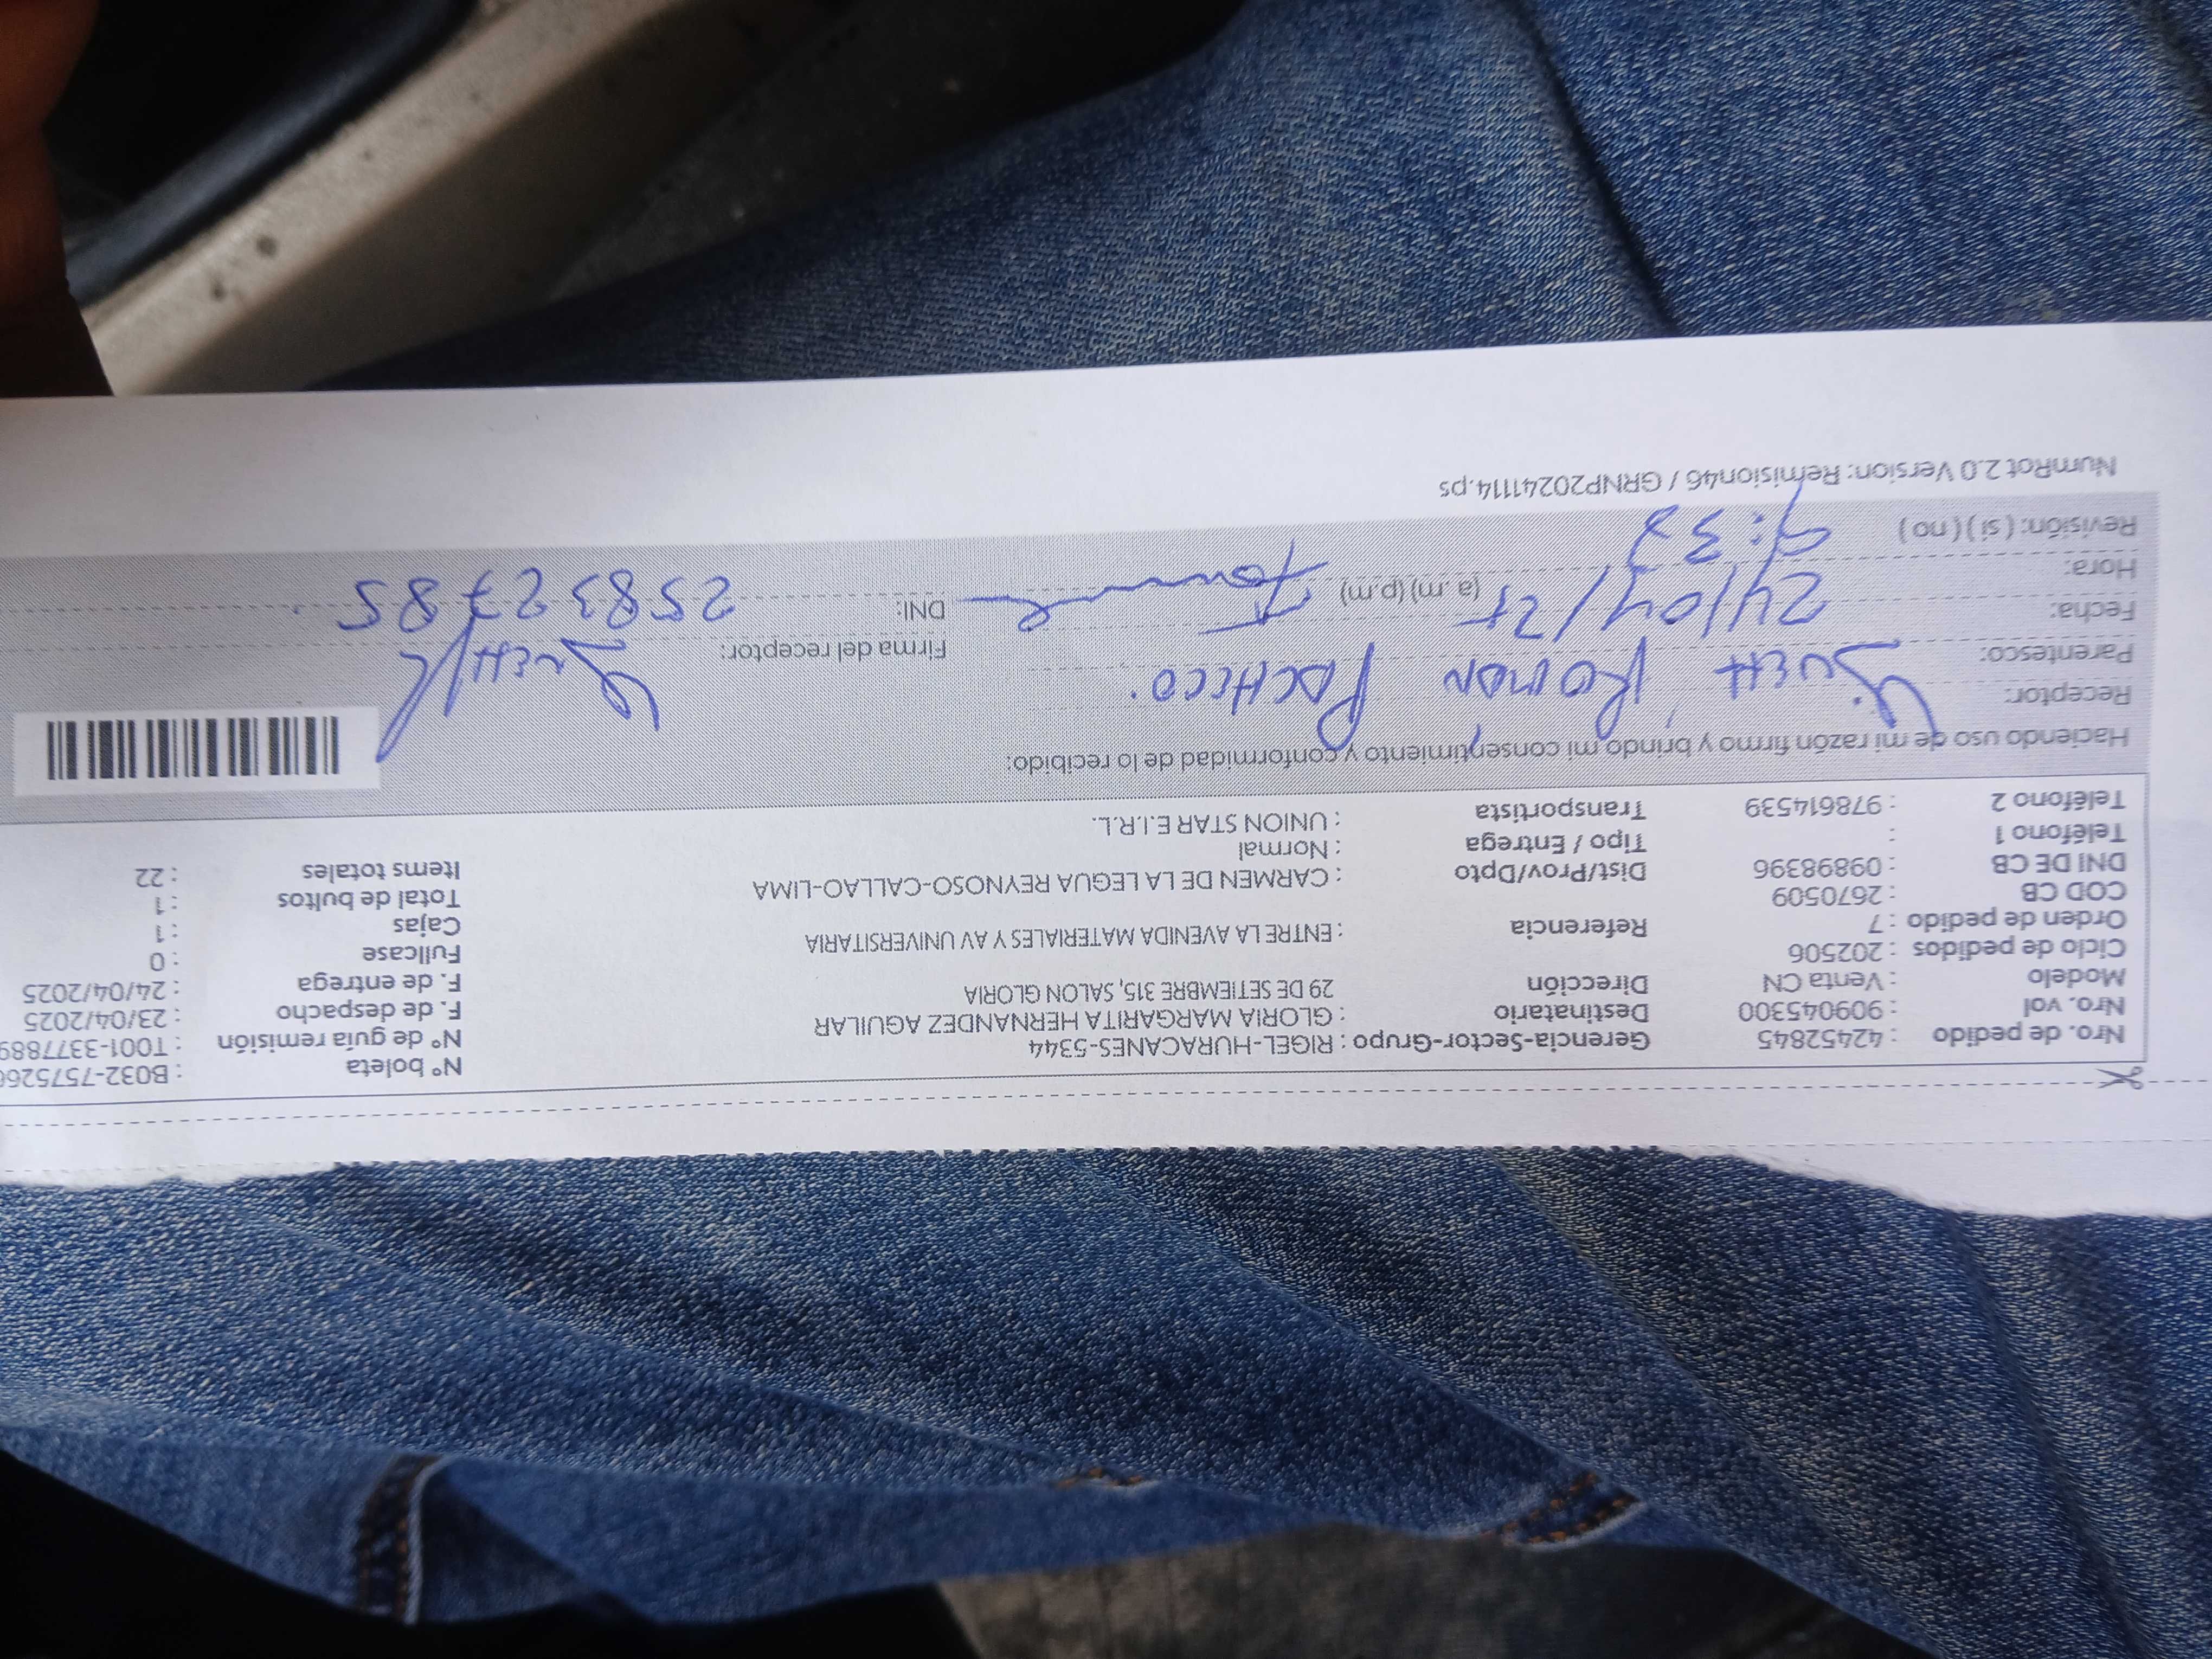 Nro. de pedido : 42452845 Gerencia-Sector-Grupo : RIGEL-HURACANES-5344 N° boleta : B032-757526
Nro. vol : 909045300 Destinatario : GLORIA MARGARITA HERNANDEZ AGUILAR N° de guía remisión : T001-3377889
Modelo : Venta CN Dirección 29 DE SETIEMBRE 315, SALON GLORIA F. de despacho : 23/04/2025
Ciclo de pedidos : 202506 F. de entrega : 24/04/2025
Orden de pedido : 7 Referencia : ENTRE LA AVENIDA MATERIALES Y AV UNIVERSITARIA Fullcase : 0
COD CB : 2670509 Cajas : 1
DNI DE CB : 09898396 Dist/Prov/Dpto : CARMEN DE LA LEGUA REYNOSO-CALLAO-LIMA Total de bultos : 1
Teléfono 1 : Tipo / Entrega : Normal Items totales : 22
Teléfono 2 : 978614539 Transportista : UNION STAR E.I.R.L.
Haciendo uso de mi razón firmo y brindo mi consentimiento y conformidad de lo recibido:
Receptor:
Parentesco: ROMAN PACHECO. Firma del receptor:
Fecha: 24/04/25
Hora: (a.m) (p.m) DNI: 25832785
Revisión: ( si ) ( no )
NumRot 2.0 Version: Remision46 / GRNP20241114.ps